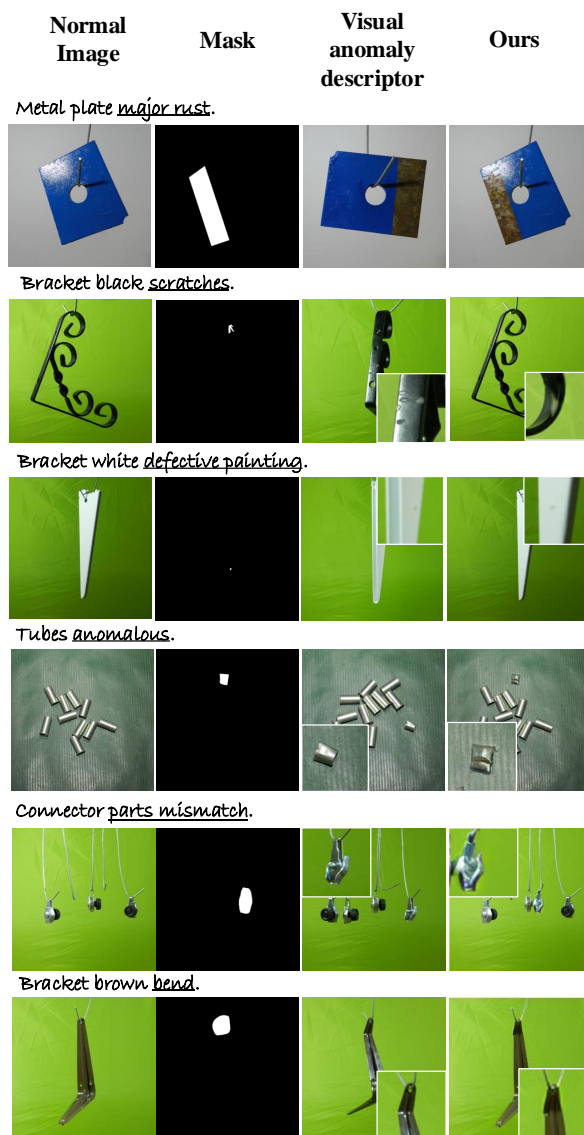 Normal
Image
Mask
Visual
anomaly
descriptor
Ours
Metal plate major rust.
Bracket black scratches.
Bracket white defective painting.
Tubes anomalous.
Connector parts mismatch.
Bracket brown bend.